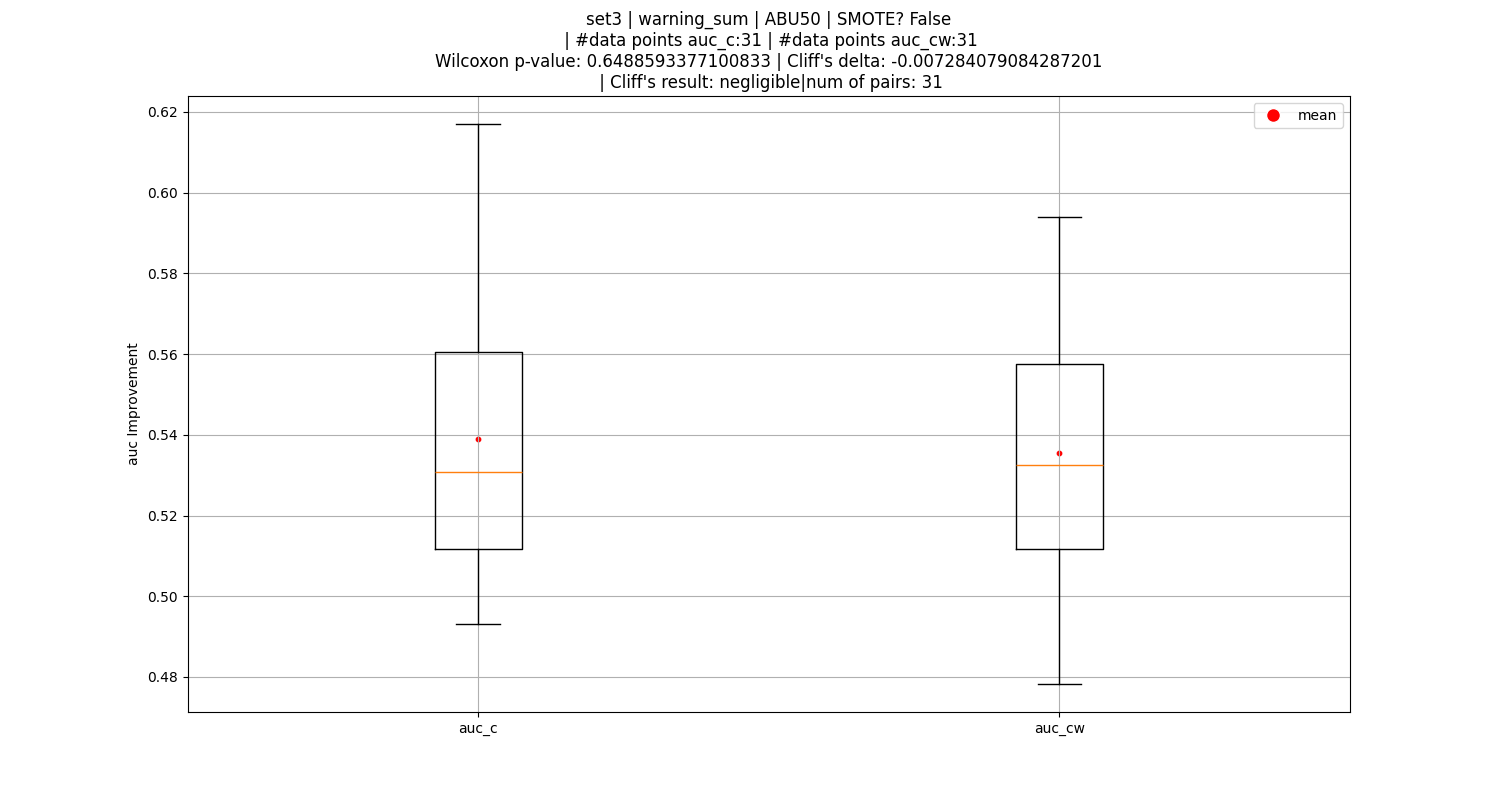 set3 | warning_sum | ABU50 | SMOTE? False
| #data points auc_c:31 | #data points auc_cw:31
Wilcoxon p-value: 0.6488593377100833 | Cliff's delta: -0.007284079084287201
| Cliff's result: negligible|num of pairs: 31
mean
0.62
0.60
0.58
0.56
0.54
0.52
0.50
0.48
auc Improvement
auc_c
auc_cw